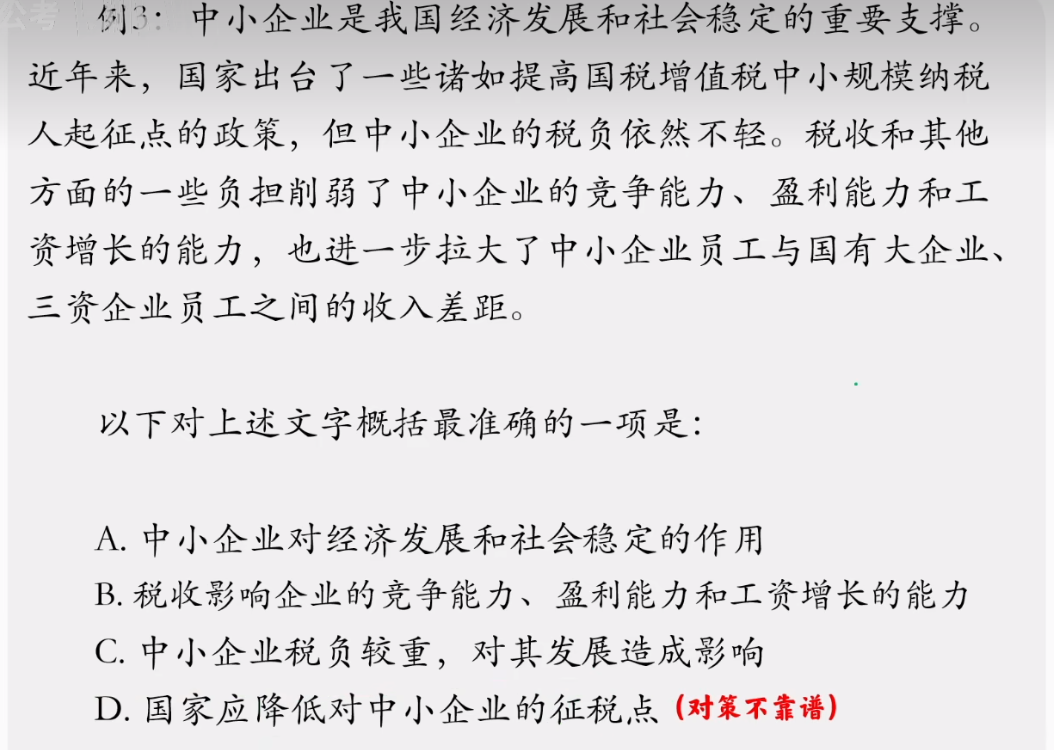 公考
例3：中小企业是我国经济发展和社会稳定的重要支撑。
近年来，国家出台了一些诸如提高国税增值税中小规模纳税
人起征点的政策，但中小企业的税负依然不轻。税收和其他
方面的一些负担削弱了中小企业的竞争能力、盈利能力和工
资增长的能力，也进一步拉大了中小企业员工与国有大企业、
三资企业员工之间的收入差距。
以下对上述文字概括最准确的一项是：
A. 中小企业对经济发展和社会稳定的作用
B. 税收影响企业的竞争能力、盈利能力和工资增长的能力
C. 中小企业税负较重，对其发展造成影响
D. 国家应降低对中小企业的征税点（对策不靠谱）